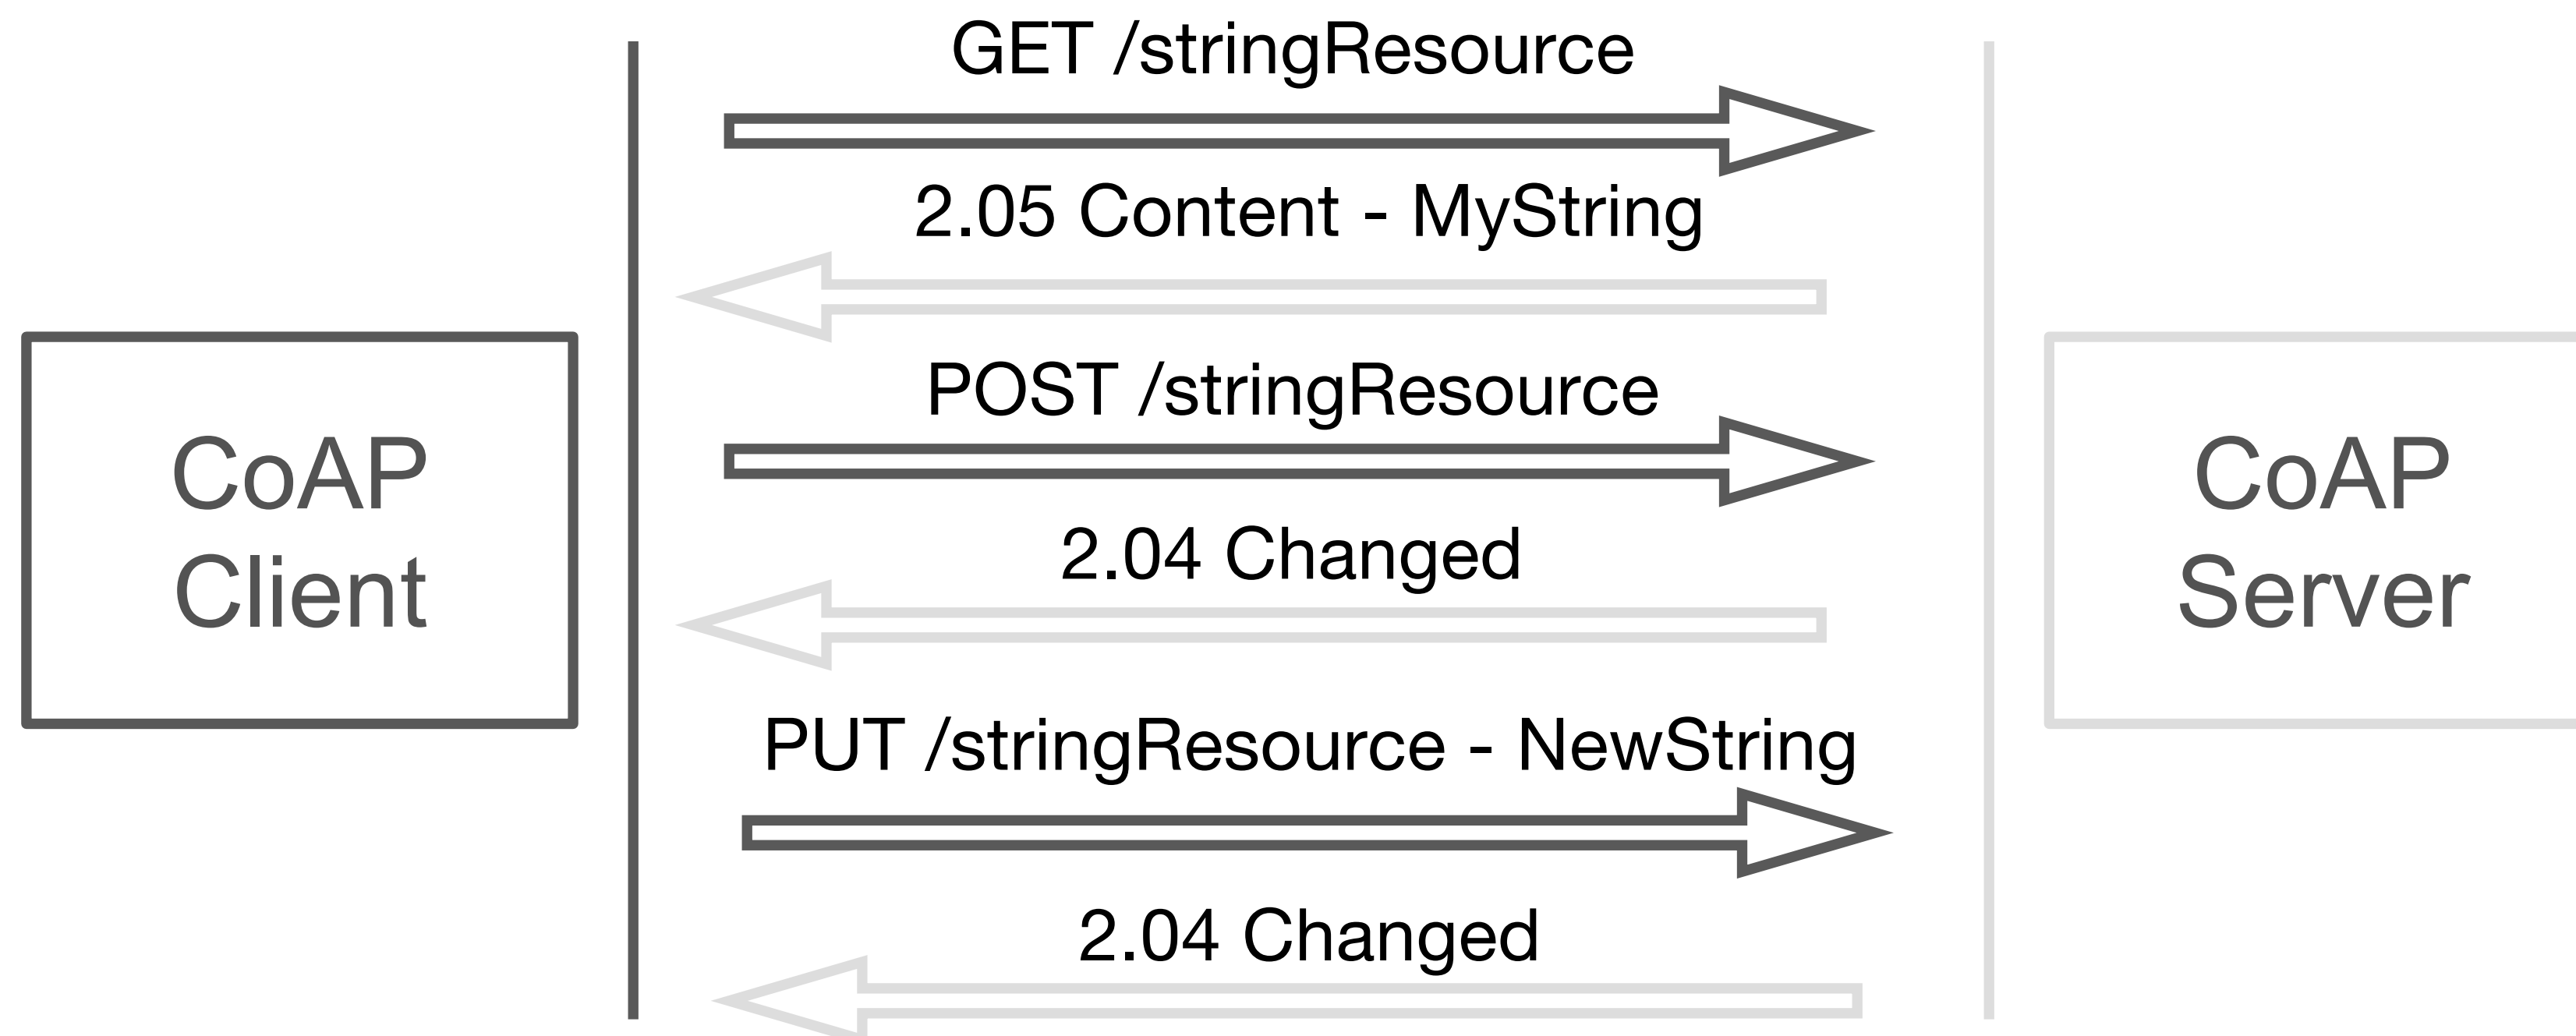 GET /stringResource
2.05 Content - MyString
POST /stringResource
CoAP
Client
CoAP
Server
2.04 Changed
PUT /stringResource - NewString
2.04 Changed